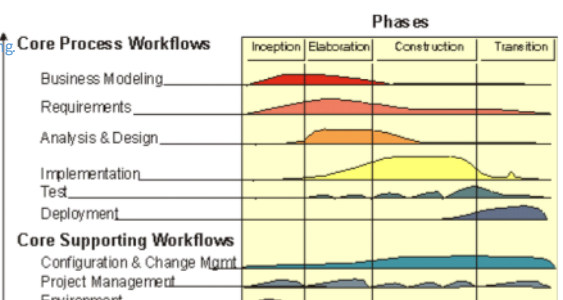 Phases
g.
Core Process Workflows
Inception Elaboration Construction Transition
Business Modeling
Requirements
Analysis & Design
Implementation
Test
Deployment
Core Supporting Workflows
Configuration & Change Mgmt
Project Management
Environment